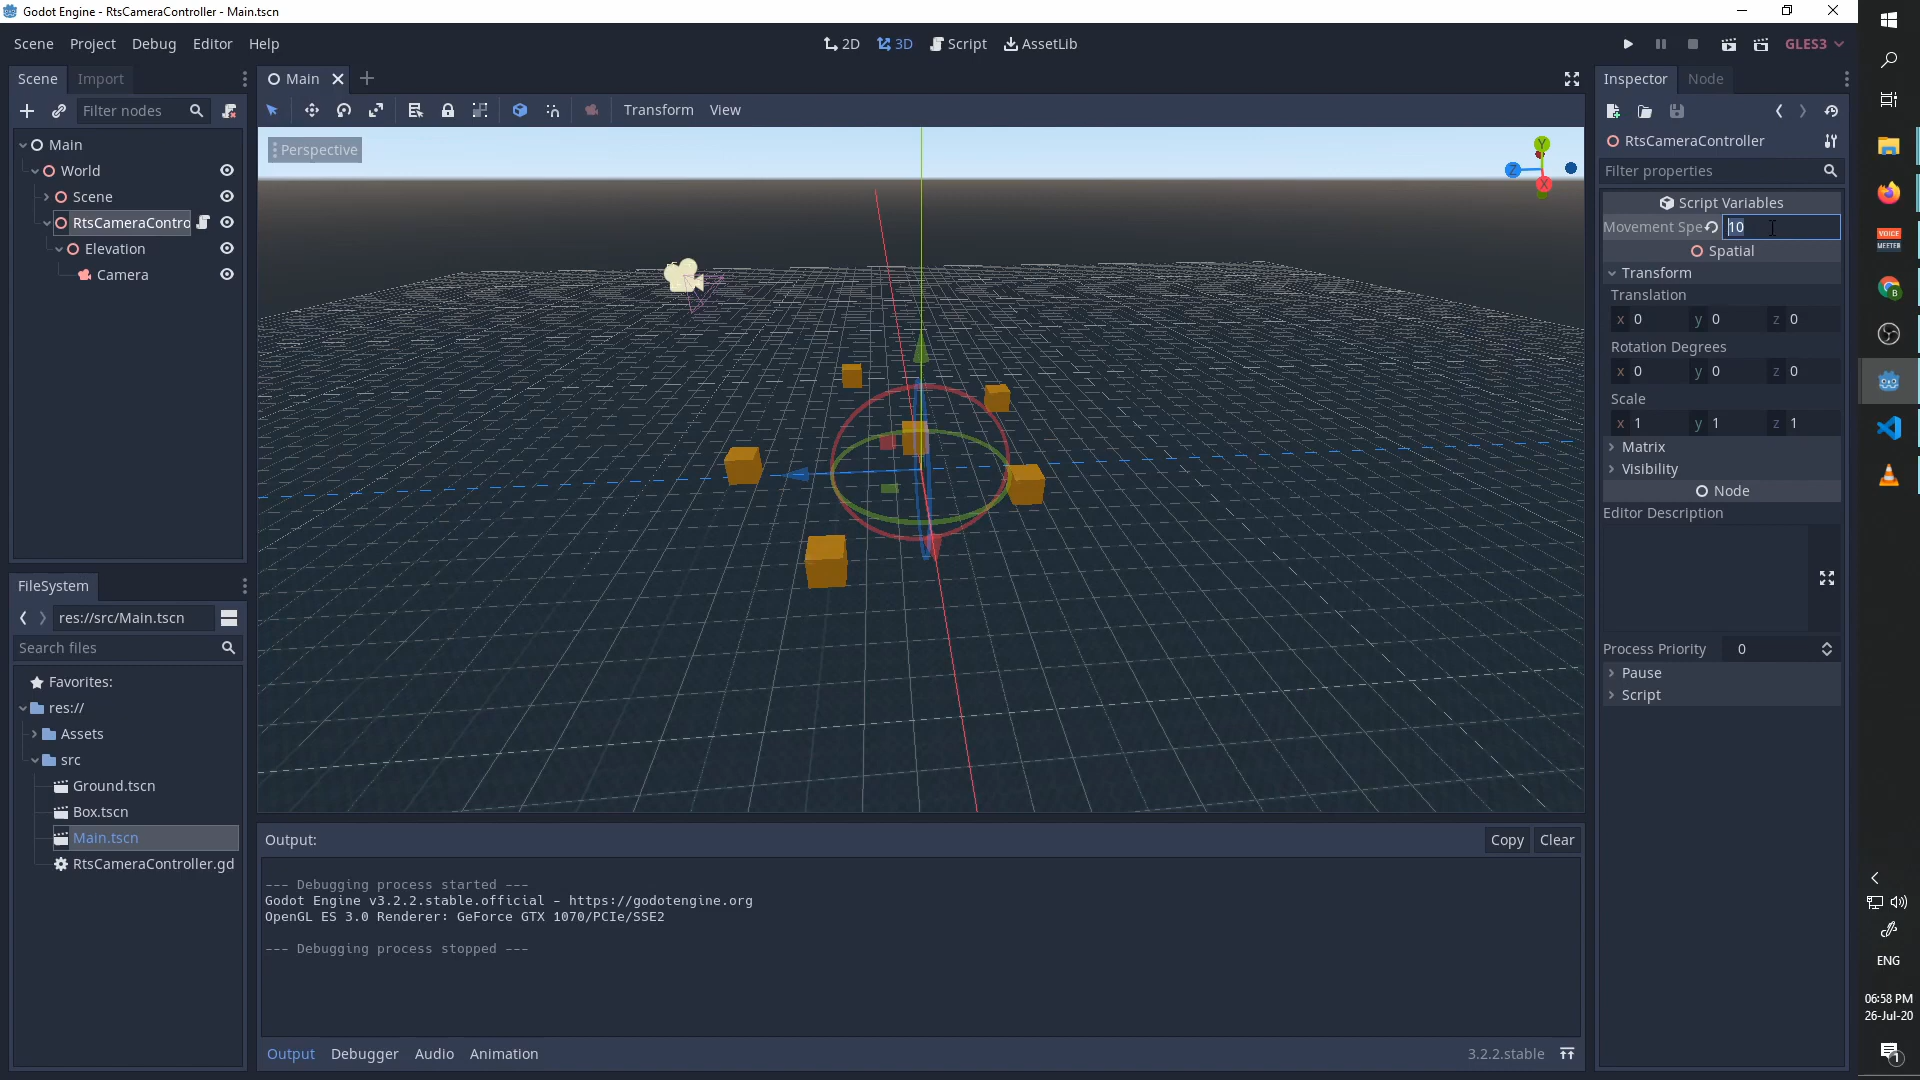 Godot Engine - RtsCameraController - Main.tscn
Scene Project Debug Editor Help
2D 3D Script AssetLib
GLES3
Scene Import
Filter nodes
Main
World
Scene
RtsCameraContro
Elevation
Camera
FileSystem
res://src/Main.tscn
Search files
Favorites:
res://
Assets
src
Ground.tscn
Box.tscn
Main.tscn
RtsCameraController.gd
Main
Transform View
Perspective
Y
Z
X
Output:
Copy Clear
--- Debugging process started ---
Godot Engine v3.2.2.stable.official - https://godotengine.org
OpenGL ES 3.0 Renderer: GeForce GTX 1070/PCIe/SSE2
--- Debugging process stopped ---
Output Debugger Audio Animation
3.2.2.stable
Inspector Node
RtsCameraController
Filter properties
Script Variables
Movement Spe 10
Spatial
Transform
Translation
x 0 y 0 z 0
Rotation Degrees
x 0 y 0 z 0
Scale
x 1 y 1 z 1
Matrix
Visibility
Node
Editor Description
Process Priority 0
Pause
Script
VOICE
MEETER
B
ENG
06:58 PM
26-Jul-20
1